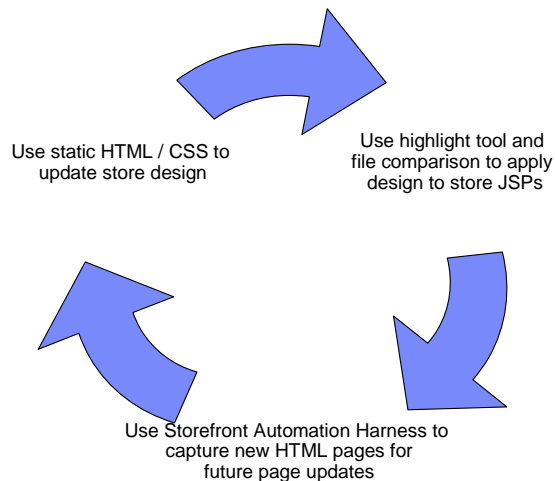 Use static HTML / CSS to
update store design
Use highlight tool and
file comparison to apply
design to store JSPs
Use Storefront Automation Harness to
capture new HTML pages for
future page updates